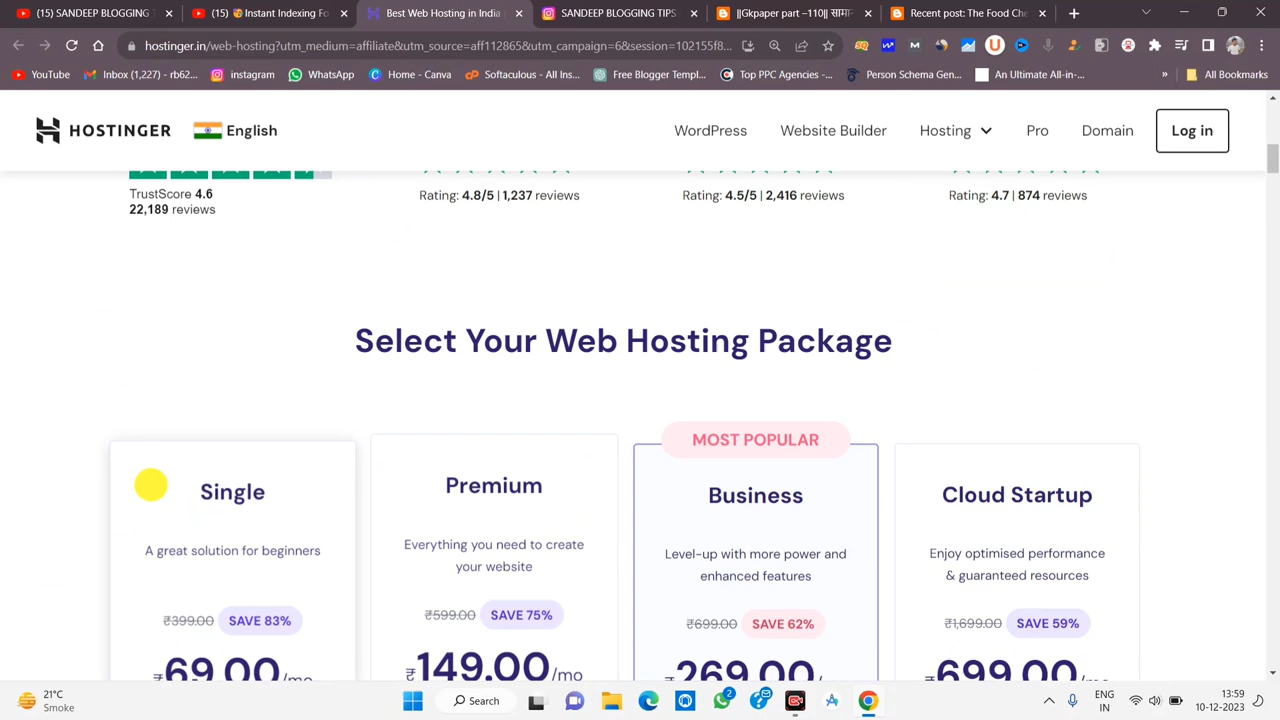 (15) SANDEEP BLOGGING T
(15) Instant Indexing Fo
Best Web Hosting in India
SANDEEP BLOGGING TIPS
Recent post: The Food Che
hostinger.in/web-hosting?utm_medium=affiliate&utm_source=aff112865&utm_campaign=6&session=102155f8...
YouTube
Inbox (1,227) - rb62...
instagram
WhatsApp
Home - Canva
Softaculous - All Ins...
Free Blogger Templ...
Top PPC Agencies -...
Person Schema Gen...
An Ultimate All-in-...
»
All Bookmarks
HOSTINGER
English
WordPress
Website Builder
Hosting
Pro
Domain
Log in
TrustScore 4.6
22,189 reviews
Rating: 4.8/5 | 1,237 reviews
Rating: 4.5/5 | 2,416 reviews
Rating: 4.7 | 874 reviews
Select Your Web Hosting Package
Single
A great solution for beginners
₹399.00 SAVE 83%
₹69.00/mo
Premium
Everything you need to create
your website
₹599.00 SAVE 75%
₹149.00/mo
MOST POPULAR
Business
Level-up with more power and
enhanced features
₹699.00 SAVE 62%
₹269.00/
Cloud Startup
Enjoy optimised performance
& guaranteed resources
₹1,699.00 SAVE 59%
₹699.00/mo
21°C
Smoke
Search
2
ENG
IN
13:59
10-12-2023